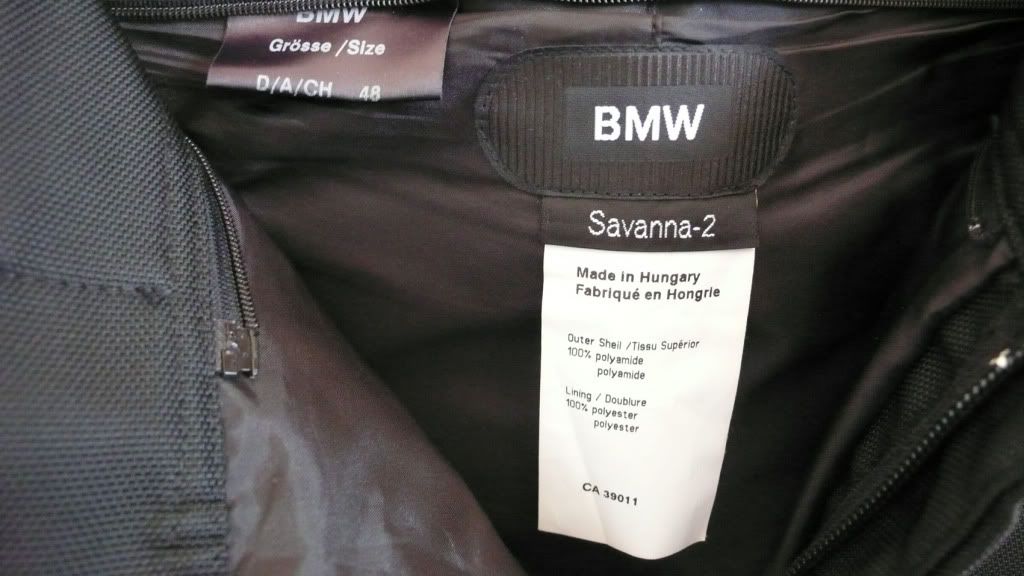 BMW
Grösse /Size
D/A/CH 48
BMW
Savanna-2
Made in Hungary
Fabriqué en Hongrie
Outer Shell /Tissu Supérior
100% polyamide
polyamide
Lining / Doublure
100% polyester
polyester
CA 39011